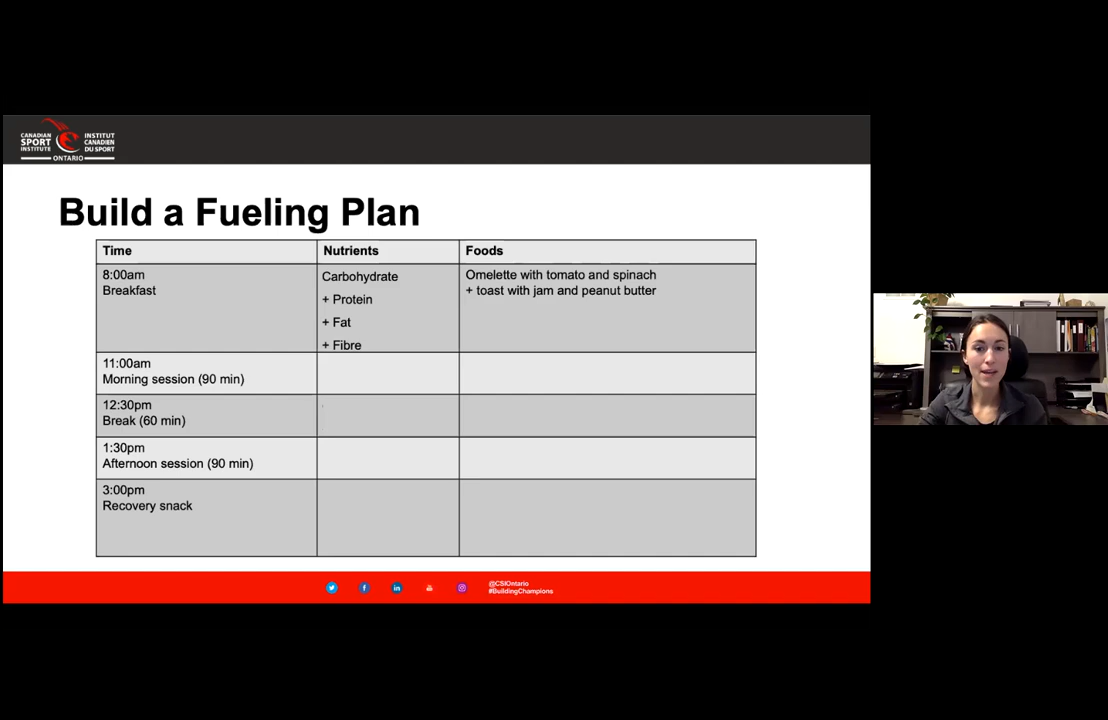 CANADIAN
SPORT
INSTITUTE
INSTITUT
CANADIEN
DU SPORT
ONTARIO
Build a Fueling Plan
Time
Nutrients
Foods
8:00am
Breakfast
Carbohydrate
+ Protein
+ Fat
+ Fibre
Omelette with tomato and spinach
+ toast with jam and peanut butter
11:00am
Morning session (90 min)
12:30pm
Break (60 min)
1:30pm
Afternoon session (90 min)
3:00pm
Recovery snack
@CSIOntario
#BuildingChampions